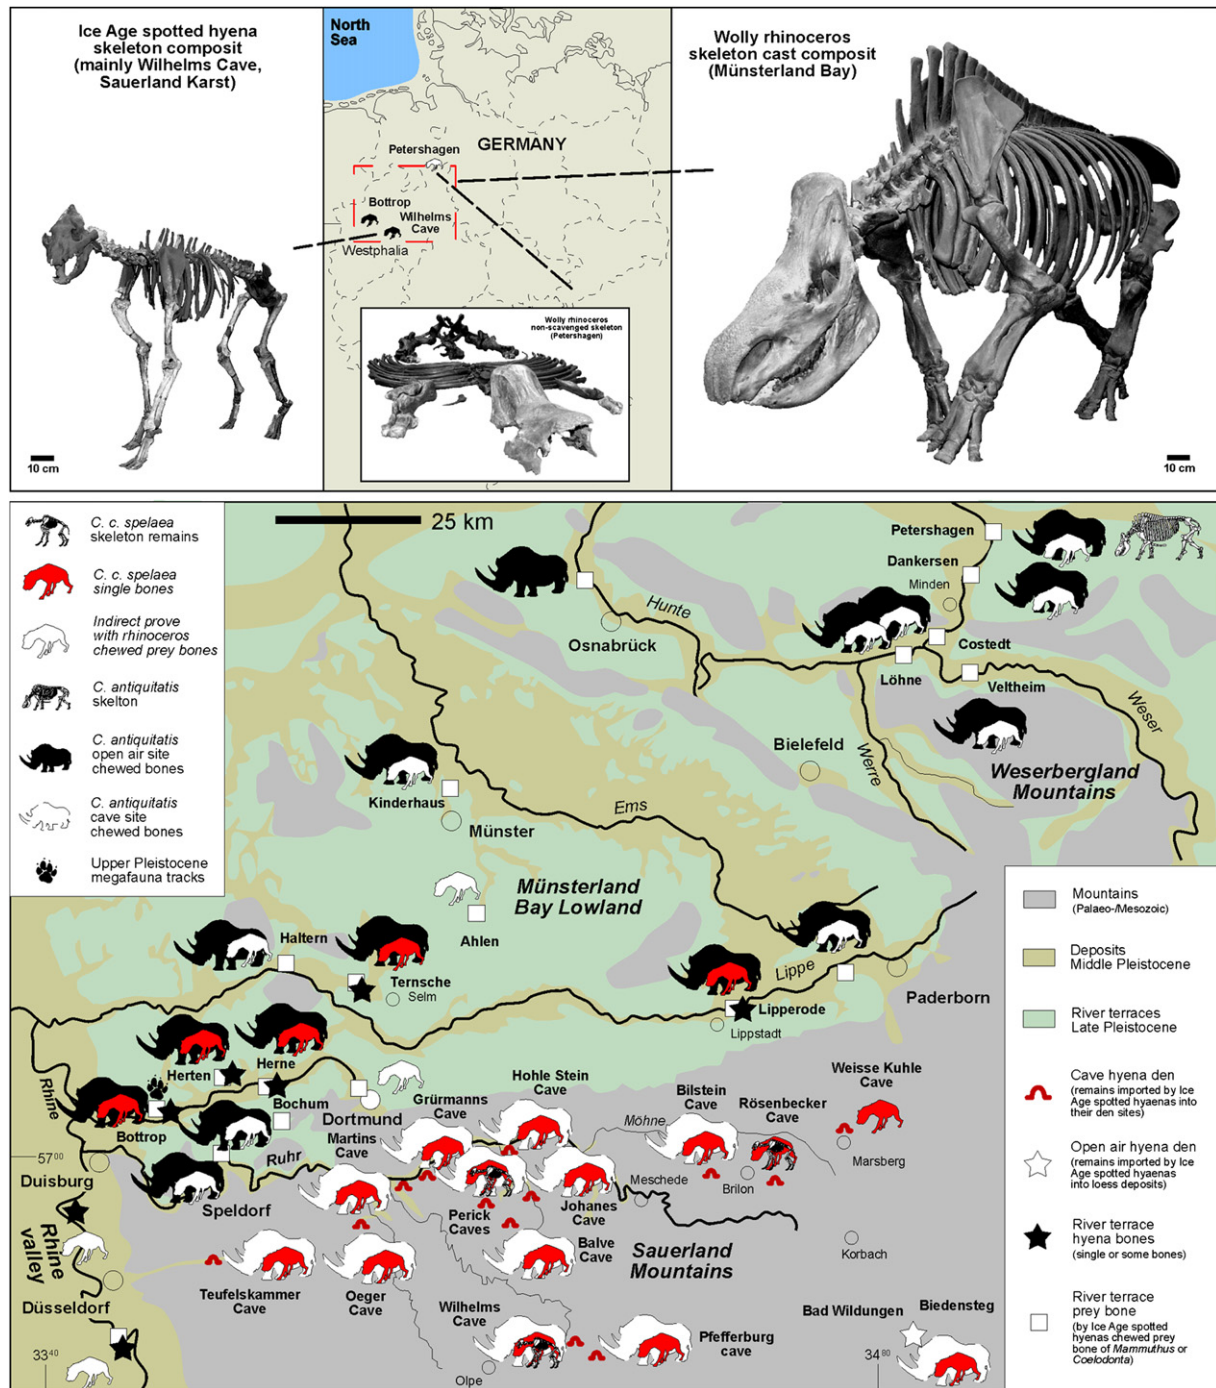 Ice Age spotted hyena
skeleton composit
(mainly Wilhelms Cave,
Sauerland Karst)
10 cm
North
Sea
GERMANY
Petershagen
Bottrop
Wilhelms
Cave
Westphalia
Wolly rhinoceros
non-scavenged skeleton
(Petershagen)
Wolly rhinoceros
skeleton cast composit
(Münsterland Bay)
10 cm
C. c. spelaea
skeleton remains
C. c. spelaea
single bones
Indirect prove
with rhinoceros
chewed prey bones
C. antiquitatis
skelton
C. antiquitatis
open air site
chewed bones
C. antiquitatis
cave site
chewed bones
Upper Pleistocene
megafauna tracks
25 km
Petershagen
Dankersen
Minden
Hunte
Osnabrück
Costedt
Löhne
Veltheim
Weser
Bielefeld
Werre
Weserbergland
Mountains
Kinderhaus
Münster
Ems
Münsterland
Bay Lowland
Ahlen
Haltern
Ternsche
Selm
Lippe
Lipperode
Lippstadt
Paderborn
Rhine
Herten
Herne
Bochum
Bottrop
Dortmund
Ruhr
Speldorf
Hohle Stein
Cave
Grürmanns
Cave
Martins
Cave
Möhne
Bilstein
Cave
Rösenbecker
Cave
Weisse Kuhle
Cave
Marsberg
Brilon
Meschede
Johanes
Cave
Perick
Caves
Balve
Cave
Sauerland
Mountains
Korbach
57 00
Duisburg
Rhine
valley
Düsseldorf
Teufelskammer
Cave
Oeger
Cave
Wilhelms
Cave
Pfefferburg
cave
Olpe
Bad Wildungen
Biedensteg
33 40
34 80
Mountains
(Palaeo-/Mesozoic)
Deposits
Middle Pleistocene
River terraces
Late Pleistocene
Cave hyena den
(remains imported by Ice
Age spotted hyaenas into
their den sites)
Open air hyena den
(remains imported by Ice
Age spotted hyaenas
into loess deposits)
River terrace
hyena bones
(single or some bones)
River terrace
prey bone
(by Ice Age spotted
hyenas chewed prey
bone of Mammuthus or
Coelodonta)